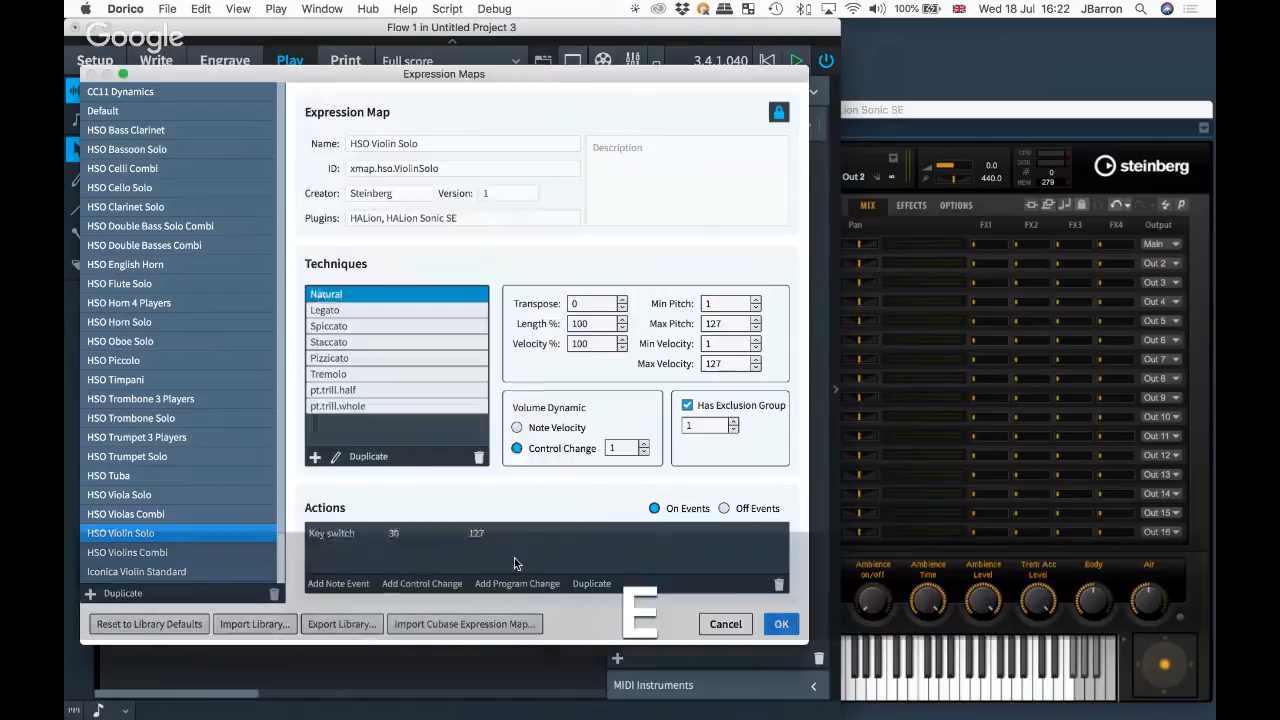 Dorico File Edit View Play Window Hub Help Script Debug 100% Wed 18 Jul 16:22 JBarron
Flow 1 in Untitled Project 3
Google
Setup Write Engrave Play Print Full score 3.4.1.040
Expression Maps
CC11 Dynamics
Default
HSO Bass Clarinet
HSO Bassoon Solo
HSO Celli Combi
HSO Cello Solo
HSO Clarinet Solo
HSO Double Bass Solo Combi
HSO Double Basses Combi
HSO English Horn
HSO Flute Solo
HSO Horn 4 Players
HSO Horn Solo
HSO Oboe Solo
HSO Piccolo
HSO Timpani
HSO Trombone 3 Players
HSO Trombone Solo
HSO Trumpet 3 Players
HSO Trumpet Solo
HSO Tuba
HSO Viola Solo
HSO Violas Combi
HSO Violin Solo
HSO Violins Combi
Iconica Violin Standard
Duplicate
Expression Map
Name: HSO Violin Solo
Description
ID: xmap.hso.ViolinSolo
Creator: Steinberg Version: 1
Plugins: HALion, HALion Sonic SE
Techniques
Natural
Legato
Spiccato
Staccato
Pizzicato
Tremolo
pt.trill.half
pt.trill.whole
Duplicate
Transpose: 0 Min Pitch: 1
Length %: 100 Max Pitch: 127
Velocity %: 100 Min Velocity: 1
Max Velocity: 127
Volume Dynamic
Note Velocity
Control Change 1
Has Exclusion Group
1
Actions On Events Off Events
Key switch 30 127
Add Note Event Add Control Change Add Program Change Duplicate
E
Reset to Library Defaults Import Library... Export Library... Import Cubase Expression Map... Cancel OK
MIDI Instruments
lion Sonic SE
Out 2 0.0
440.0
CPU
DISK
0
MEM 279
steinberg
MIX EFFECTS OPTIONS
Pan FX1 FX2 FX3 FX4 Output
Main
Out 2
Out 3
Out 4
Out 5
Out 6
Out 7
Out 8
Out 9
Out 10
Out 11
Out 12
Out 13
Out 14
Out 15
Out 16
Ambience on/off
Ambience Time
Ambience Level
Trem Acc Level
Body
Air